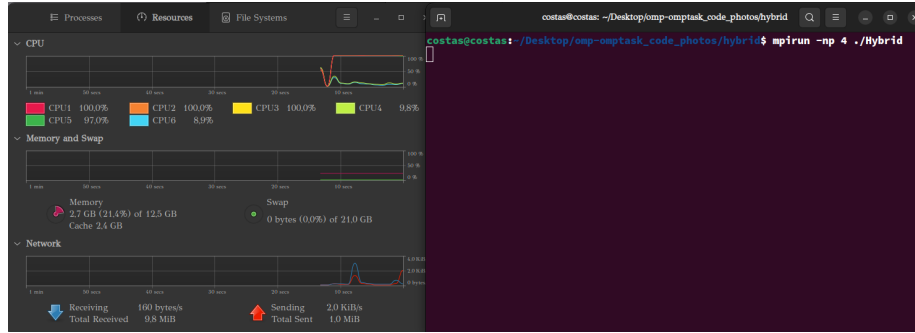 Processes Resources File Systems
CPU
100 %
50 %
0 %
1 min 50 secs 40 secs 30 secs 20 secs 10 secs
CPU1 100,0% CPU2 100,0% CPU3 100,0% CPU4 9,8%
CPU5 97,0% CPU6 8,9%
Memory and Swap
100 %
50 %
0 %
1 min 50 secs 40 secs 30 secs 20 secs 10 secs
Memory
2.7 GB (21,4%) of 12,5 GB
Cache 2,4 GB
Swap
0 bytes (0,0%) of 21,0 GB
Network
4,0 KiB/s
2,0 KiB/s
0 bytes/s
1 min 50 secs 40 secs 30 secs 20 secs 10 secs
Receiving 160 bytes/s
Total Received 9,8 MiB
Sending 2,0 KiB/s
Total Sent 1,0 MiB
costas@costas: ~/Desktop/omp-omptask_code_photos/hybrid
costas@costas:~/Desktop/omp-omptask_code_photos/hybrid$ mpirun -np 4 ./Hybrid